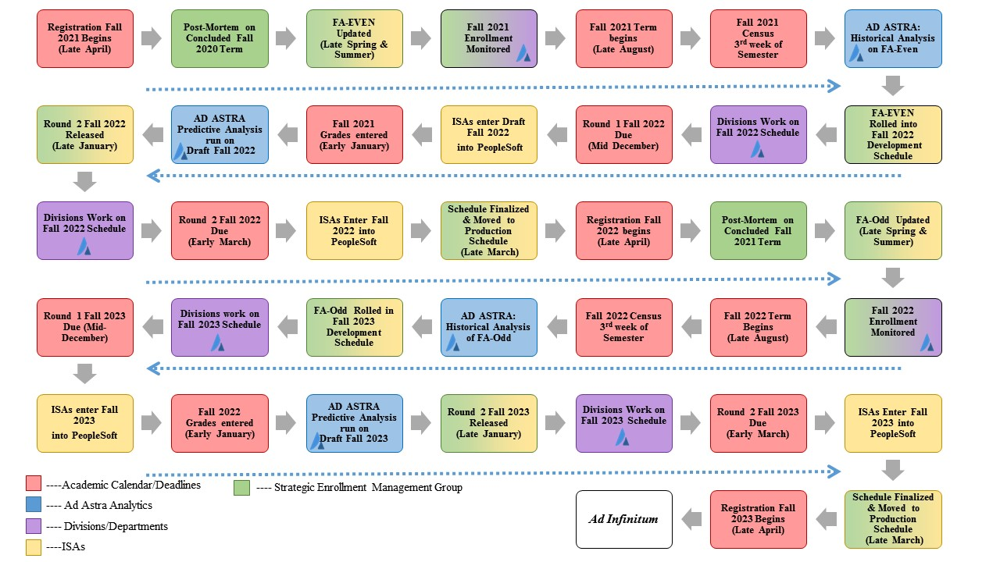 Registration Fall
2021 Begins
(Late April)
Post-Mortem on
Concluded Fall
2020 Term
FA-EVEN
Updated
(Late Spring &
Summer)
Fall 2021
Enrollment
Monitored
Fall 2021 Term
begins
(Late August)
Fall 2021
Census
3rd week of
Semester
AD ASTRA:
Historical Analysis
on FA-Even
Round 2 Fall 2022
Released
(Late January)
AD ASTRA
Predictive Analysis
run on
Draft Fall 2022
Fall 2021
Grades entered
(Early January)
ISAs enter Draft
Fall 2022
into PeopleSoft
Round 1 Fall 2022
Due
(Mid December)
Divisions Work on
Fall 2022 Schedule
FA-EVEN
Rolled into
Fall 2022
Development
Schedule
Divisions Work on
Fall 2022 Schedule
Round 2 Fall 2022
Due
(Early March)
ISAs Enter Fall
2022 into
PeopleSoft
Schedule Finalized
& Moved to
Production
Schedule
(Late March)
Registration Fall
2022 begins
(Late April)
Post-Mortem on
Concluded Fall
2021 Term
FA-Odd Updated
(Late Spring &
Summer)
Round 1 Fall 2023
Due (Mid-
December)
Divisions work on
Fall 2023 Schedule
FA-Odd Rolled in
Fall 2023
Development
Schedule
AD ASTRA:
Historical Analysis
of FA-Odd
Fall 2022 Census
3rd week of
Semester
Fall 2022 Term
Begins
(Late August)
Fall 2022
Enrollment
Monitored
ISAs enter Fall
2023
into PeopleSoft
Fall 2022
Grades entered
(Early January)
AD ASTRA
Predictive Analysis
run on
Draft Fall 2023
Round 2 Fall 2023
Released
(Late January)
Divisions Work on
Fall 2023 Schedule
Round 2 Fall 2023
Due
(Early March)
ISAs Enter Fall
2023 into
PeopleSoft
----Academic Calendar/Deadlines
---- Strategic Enrollment Management Group
---- Ad Astra Analytics
---- Divisions/Departments
----ISAs
Ad Infinitum
Registration Fall
2023 Begins
(Late April)
Schedule Finalized
& Moved to
Production
Schedule
(Late March)